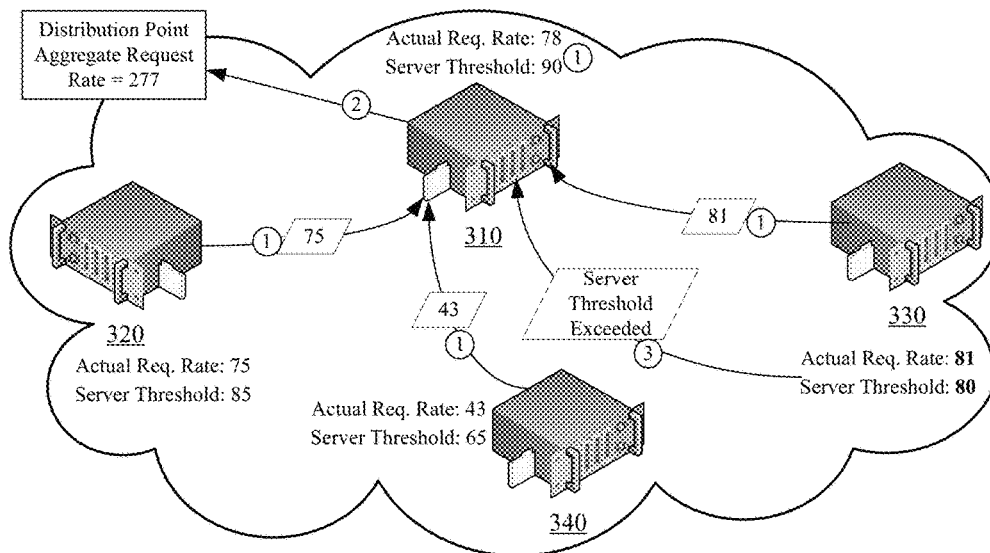 Distribution Point
Aggregate Request
Rate = 277
Actual Req. Rate: 78
Server Threshold: 90
1
2
310
1
75
81
1
320
Actual Req. Rate: 75
Server Threshold: 85
43
1
Server
Threshold
Exceeded
3
330
Actual Req. Rate: 81
Server Threshold: 80
Actual Req. Rate: 43
Server Threshold: 65
340